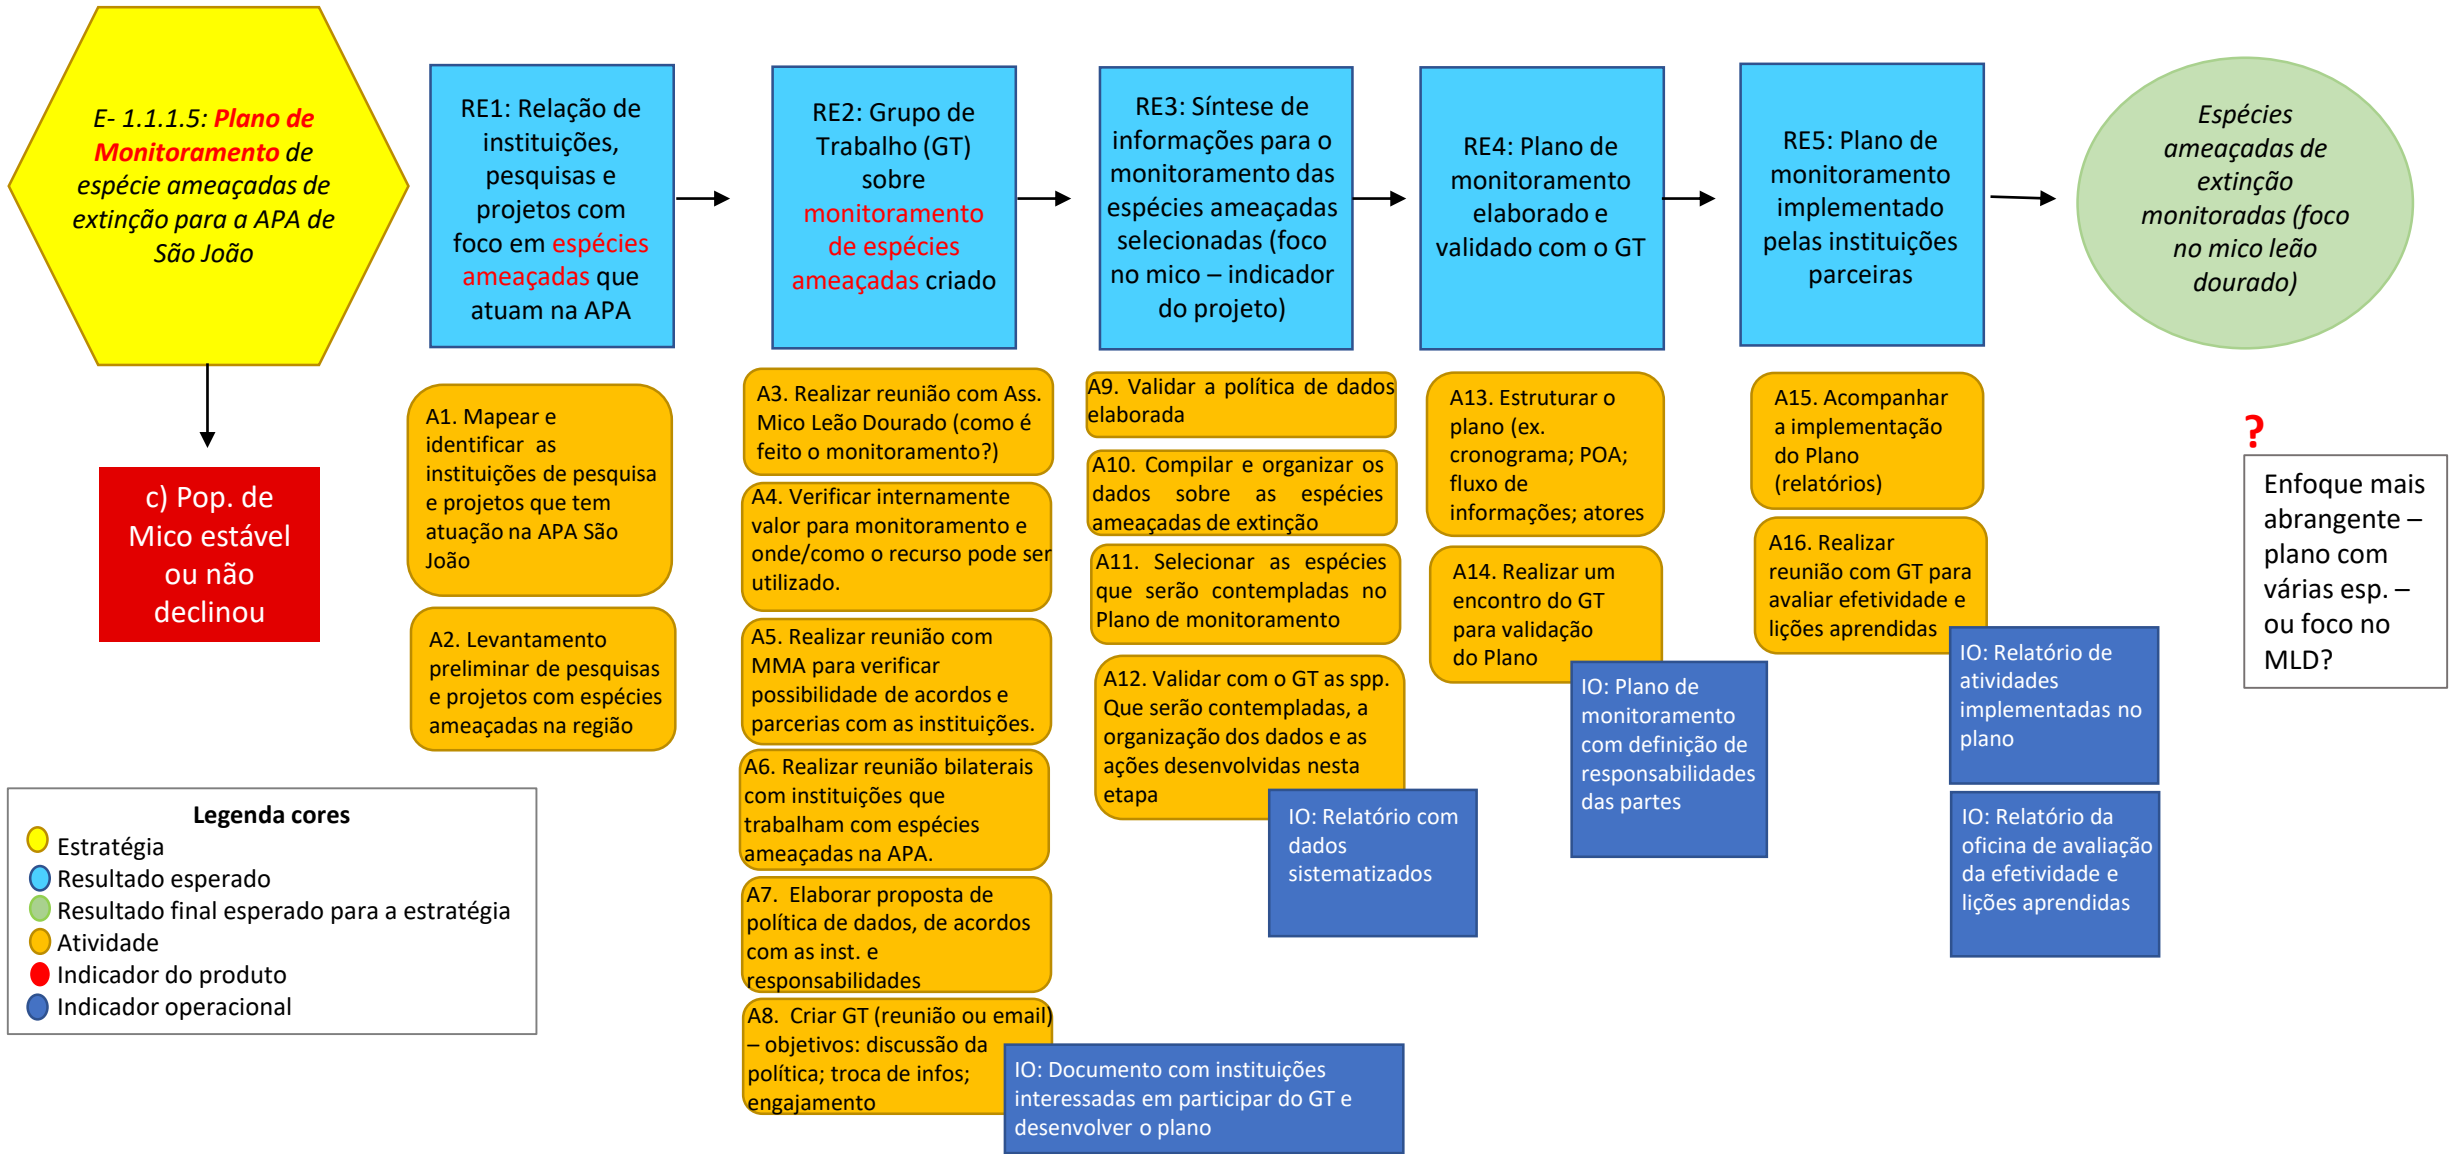 E- 1.1.1.5: Plano de
Monitoramento de
espécie ameaçadas de
extinção para a APA de
São João
c) Pop. de
Mico estável
ou não
declinou
RE1: Relação de
instituições,
pesquisas e
projetos com
foco em espécies
ameaçadas que
atuam na APA
A1. Mapear e
identificar as
instituições de pesquisa
e projetos que tem
atuação na APA São
João
A2. Levantamento
preliminar de pesquisas
e projetos com espécies
ameaçadas na região
RE2: Grupo de
Trabalho (GT)
sobre
monitoramento
de espécies
ameaçadas criado
A3. Realizar reunião com Ass.
Mico Leão Dourado (como é
feito o monitoramento?)
A4. Verificar internamente
valor para monitoramento e
onde/como o recurso pode ser
utilizado.
A5. Realizar reunião com
MMA para verificar
possibilidade de acordos e
parcerias com as instituições.
A6. Realizar reunião bilaterais
com instituições que
trabalham com espécies
ameaçadas na APA.
A7. Elaborar proposta de
política de dados, de acordos
com as inst. e
responsabilidades
A8. Criar GT (reunião ou email)
– objetivos: discussão da
política; troca de infos;
engajamento
IO: Documento com instituições
interessadas em participar do GT e
desenvolver o plano
RE3: Síntese de
informações para o
monitoramento das
espécies ameaçadas
selecionadas (foco
no mico – indicador
do projeto)
A9. Validar a política de dados
elaborada
A10. Compilar e organizar os
dados sobre as espécies
ameaçadas de extinção
A11. Selecionar as espécies
que serão contempladas no
Plano de monitoramento
A12. Validar com o GT as spp.
Que serão contempladas, a
organização dos dados e as
ações desenvolvidas nesta
etapa
IO: Relatório com
dados
sistematizados
RE4: Plano de
monitoramento
elaborado e
validado com o GT
A13. Estruturar o
plano (ex.
cronograma; POA;
fluxo de
informações; atores
A14. Realizar um
encontro do GT
para validação
do Plano
IO: Plano de
monitoramento
com definição de
responsabilidades
das partes
RE5: Plano de
monitoramento
implementado
pelas instituições
parceiras
A15. Acompanhar
a implementação
do Plano
(relatórios)
A16. Realizar
reunião com GT para
avaliar efetividade e
lições aprendidas
IO: Relatório de
atividades
implementadas no
plano
IO: Relatório da
oficina de avaliação
da efetividade e
lições aprendidas
Espécies
ameaçadas de
extinção
monitoradas (foco
no mico leão
dourado)
?
Enfoque mais
abrangente –
plano com
várias esp. –
ou foco no
MLD?
Legenda cores
Estratégia
Resultado esperado
Resultado final esperado para a estratégia
Atividade
Indicador do produto
Indicador operacional